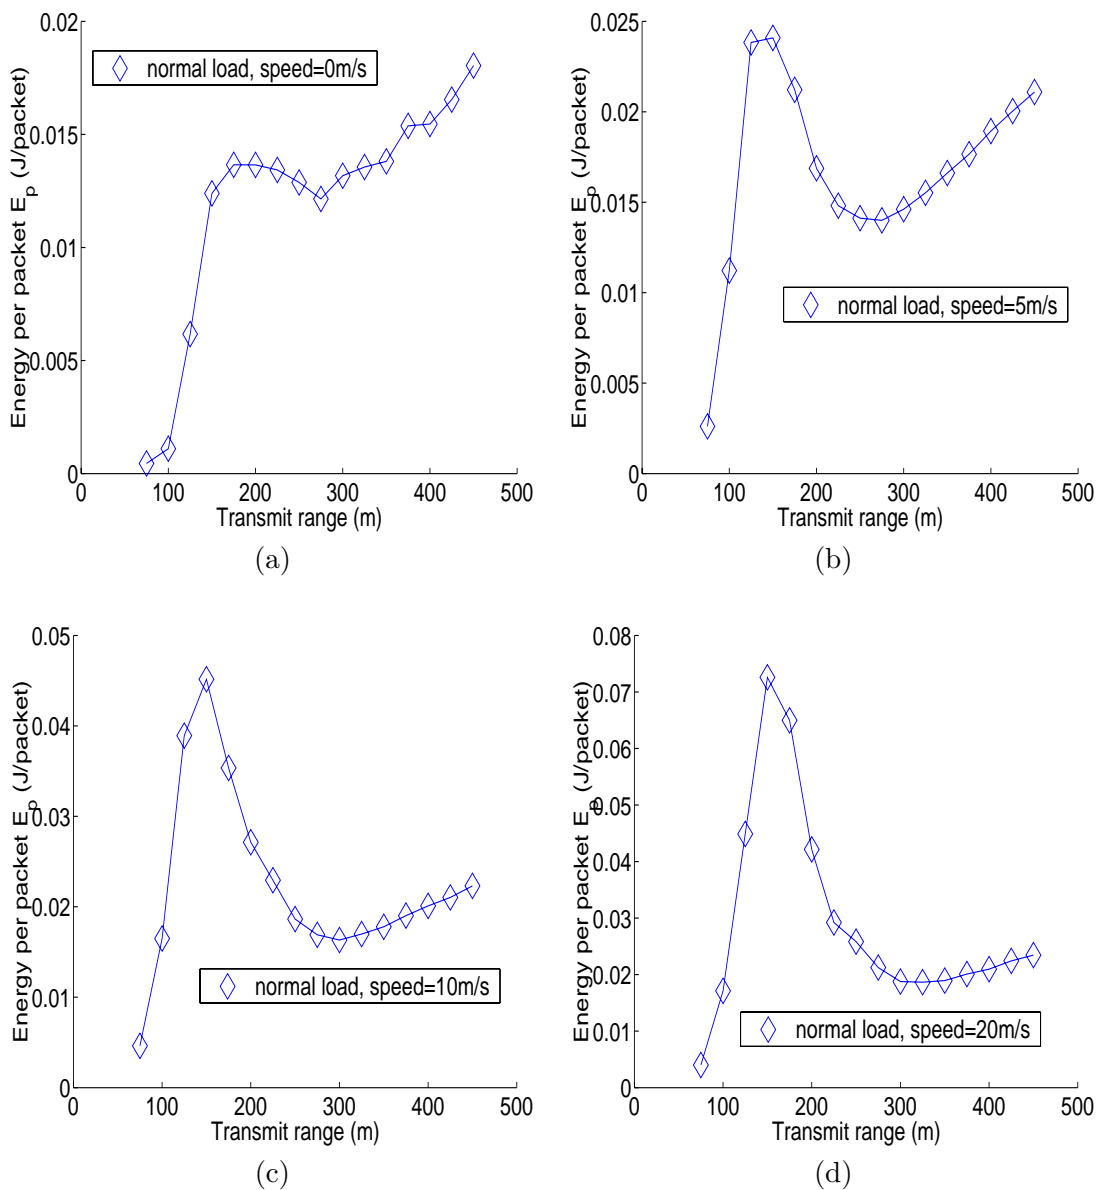 0.02
0.015
0.01
0.005
0
Energy per packet E_p (J/packet)
normal load, speed=0m/s
0 100 200 300 400 500
Transmit range (m)
(a)
0.025
0.02
0.015
0.01
0.005
0
Energy per packet E_p (J/packet)
normal load, speed=5m/s
0 100 200 300 400 500
Transmit range (m)
(b)
0.05
0.04
0.03
0.02
0.01
0
Energy per packet E_p (J/packet)
normal load, speed=10m/s
0 100 200 300 400 500
Transmit range (m)
(c)
0.08
0.07
0.06
0.05
0.04
0.03
0.02
0.01
0
Energy per packet E_p (J/packet)
normal load, speed=20m/s
0 100 200 300 400 500
Transmit range (m)
(d)